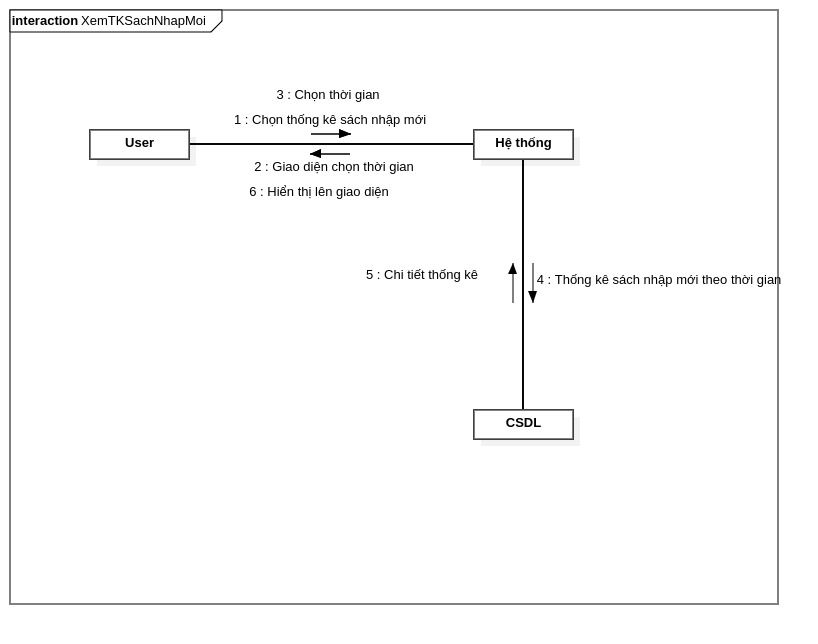 interaction XemTKSachNhapMoi
3 : Chọn thời gian
1 : Chọn thống kê sách nhập mới
User
Hệ thống
2 : Giao diện chọn thời gian
6 : Hiển thị lên giao diện
5 : Chi tiết thống kê
4 : Thống kê sách nhập mới theo thời gian
CSDL